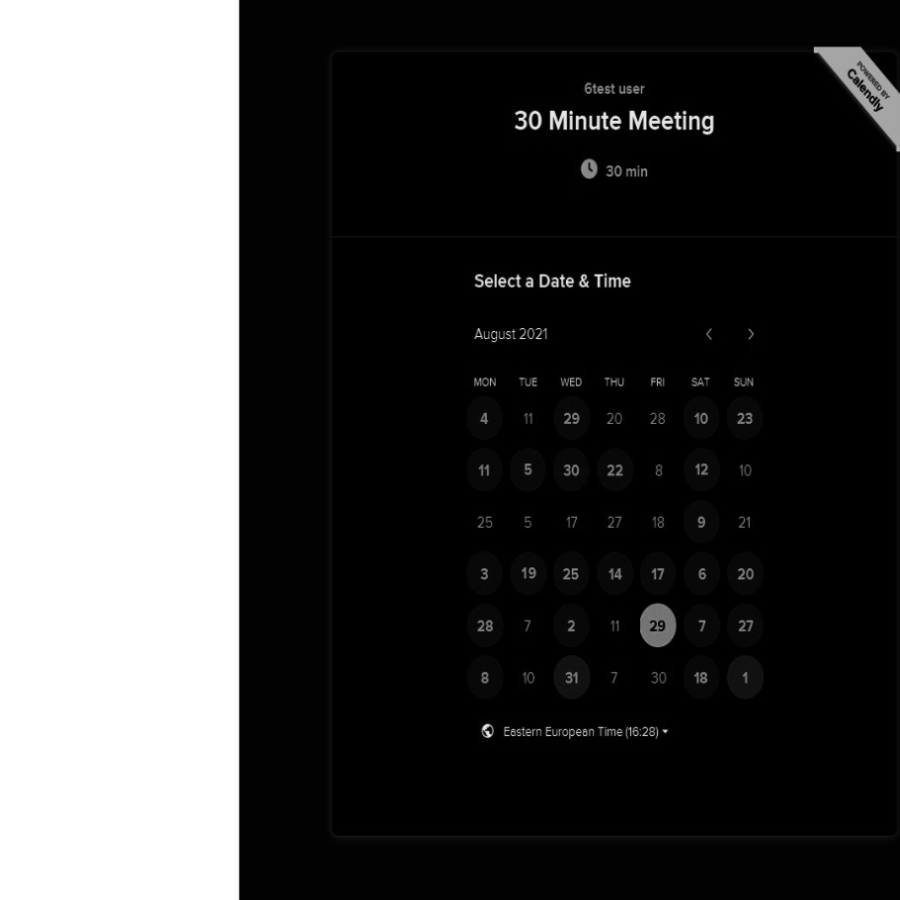 POWERED BY
Calendly
6test user
30 Minute Meeting
30 min
Select a Date & Time
August 2021
MON TUE WED THU FRI SAT SUN
4 11 29 20 28 10 23
11 5 30 22 8 12 10
25 5 17 27 18 9 21
3 19 25 14 17 6 20
28 7 2 11 29 7 27
8 10 31 7 30 18 1
Eastern European Time (16:28)